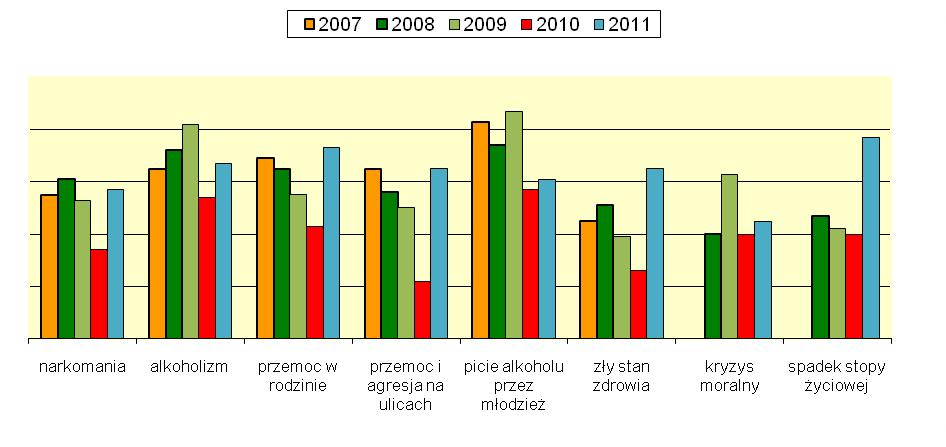 2007 2008 2009 2010 2011
narkomania
alkoholizm
przemoc w
rodzinie
przemoc i
agresja na
ulicach
picie alkoholu
przez
młodzież
zły stan
zdrowia
kryzys
moralny
spadek stopy
życiowej